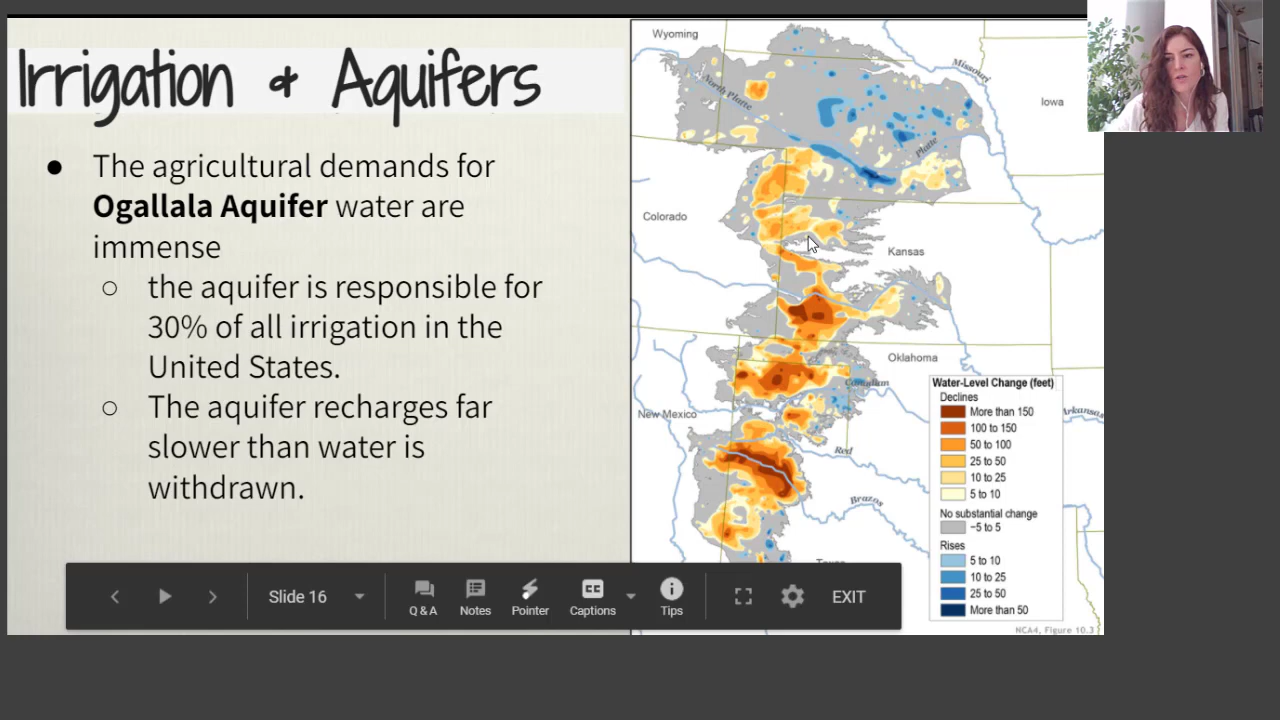 Irrigation & Aquifers
● The agricultural demands for
Ogallala Aquifer water are
immense
○ the aquifer is responsible for
30% of all irrigation in the
United States.
○ The aquifer recharges far
slower than water is
withdrawn.
Wyoming
Missouri
Iowa
North Platte
Platte
Colorado
Kansas
Oklahoma
Canadian
New Mexico
Arkansas
Red
Brazos
Texas
Water-Level Change (feet)
Declines
More than 150
100 to 150
50 to 100
25 to 50
10 to 25
5 to 10
No substantial change
−5 to 5
Rises
5 to 10
10 to 25
25 to 50
More than 50
NCA4, Figure 10.3
Slide 16
Q & A
Notes
Pointer
CC
Captions
Tips
EXIT